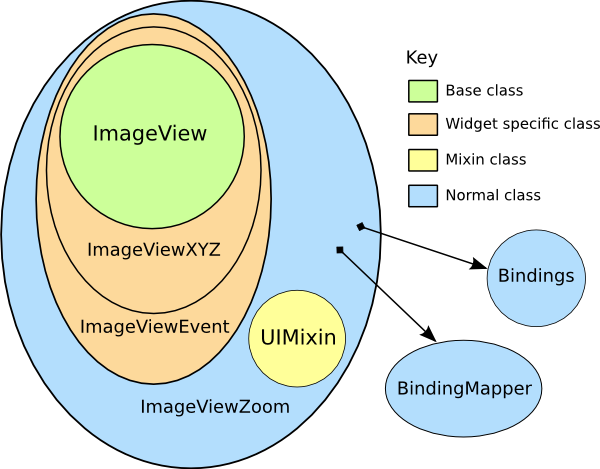 Key
Base class
Widget specific class
Mixin class
Normal class
ImageView
ImageViewXYZ
ImageViewEvent
UIMixin
ImageViewZoom
Bindings
BindingMapper